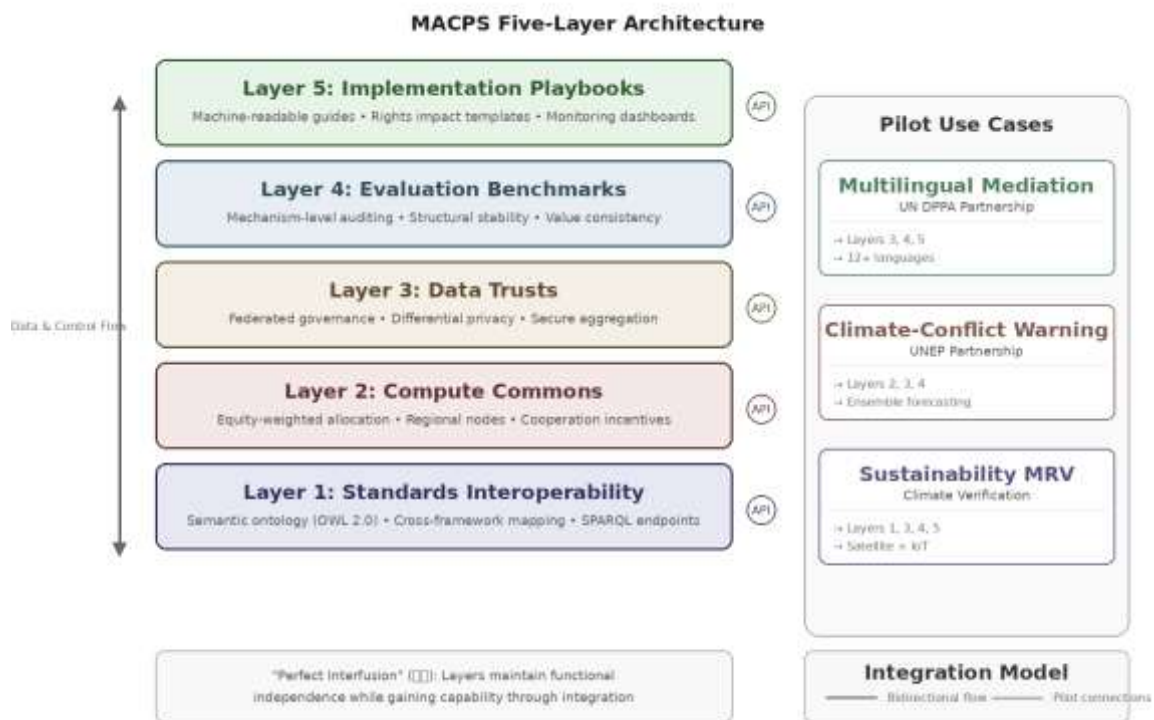 MACPS Five-Layer Architecture
Layer 5: Implementation Playbooks
Machine-readable guides • Rights impact templates • Monitoring dashboards
API
Layer 4: Evaluation Benchmarks
Mechanism-level auditing • Structural stability • Value consistency
API
Layer 3: Data Trusts
Federated governance • Differential privacy • Secure aggregation
API
Data & Control Flow
Layer 2: Compute Commons
Equity-weighted allocation • Regional nodes • Cooperation incentives
API
Layer 1: Standards Interoperability
Semantic ontology (OWL 2.0) • Cross-framework mapping • SPARQL endpoints
API
Pilot Use Cases
Multilingual Mediation
UN DPPA Partnership
→ Layers 3, 4, 5
→ 12+ languages
Climate-Conflict Warning
UNEP Partnership
→ Layers 2, 3, 4
→ Ensemble forecasting
Sustainability MRV
Climate Verification
→ Layers 1, 3, 4, 5
→ Satellite + IoT
"Perfect Interfusion" (□□): Layers maintain functional
independence while gaining capability through integration
Integration Model
Bidirectional flow
Pilot connections